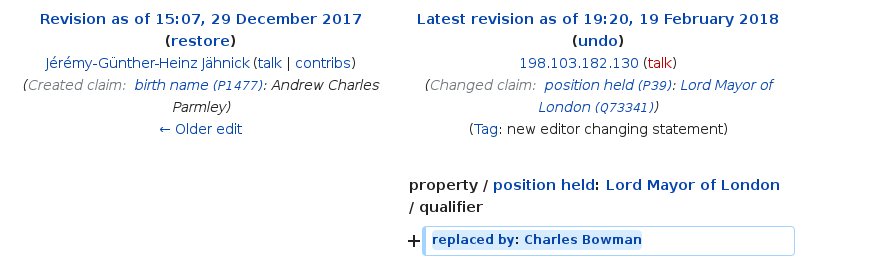 Revision as of 15:07, 29 December 2017
(restore)
Jérémy-Günther-Heinz Jähnick (talk | contribs)
(Created claim: birth name (P1477): Andrew Charles
Parmley)
← Older edit
Latest revision as of 19:20, 19 February 2018
(undo)
198.103.182.130 (talk)
(Changed claim: position held (P39): Lord Mayor of
London (Q73341))
(Tag: new editor changing statement)
property / position held: Lord Mayor of London
/ qualifier
+ replaced by: Charles Bowman